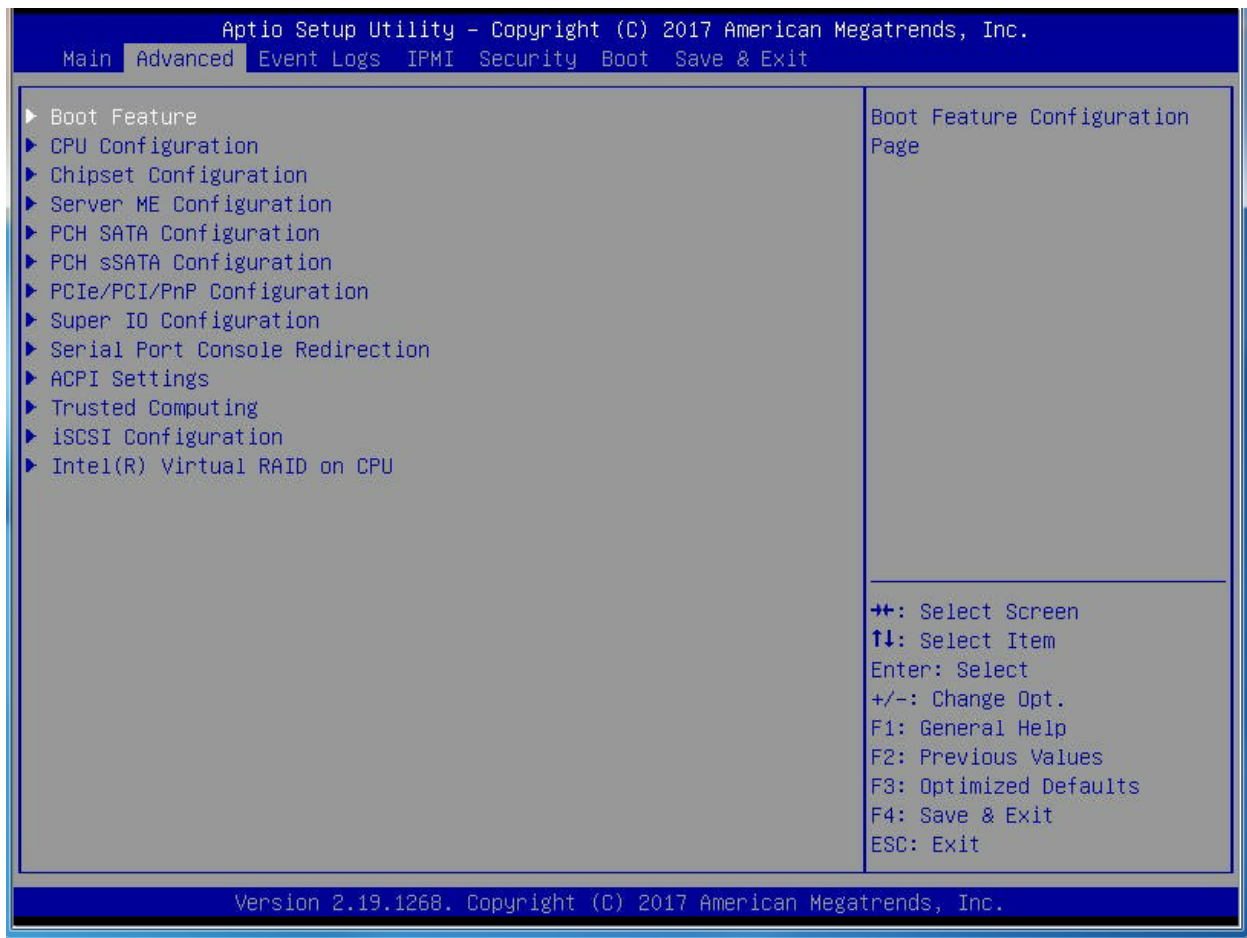 Aptio Setup Utility – Copyright (C) 2017 American Megatrends, Inc.
Main Advanced Event Logs IPMI Security Boot Save & Exit
Boot Feature
CPU Configuration
Chipset Configuration
Server ME Configuration
PCH SATA Configuration
PCH sSATA Configuration
PCIe/PCI/PnP Configuration
Super IO Configuration
Serial Port Console Redirection
ACPI Settings
Trusted Computing
iSCSI Configuration
Intel(R) Virtual RAID on CPU
Boot Feature Configuration
Page
→←: Select Screen
↑↓: Select Item
Enter: Select
+/-: Change Opt.
F1: General Help
F2: Previous Values
F3: Optimized Defaults
F4: Save & Exit
ESC: Exit
Version 2.19.1268. Copyright (C) 2017 American Megatrends, Inc.